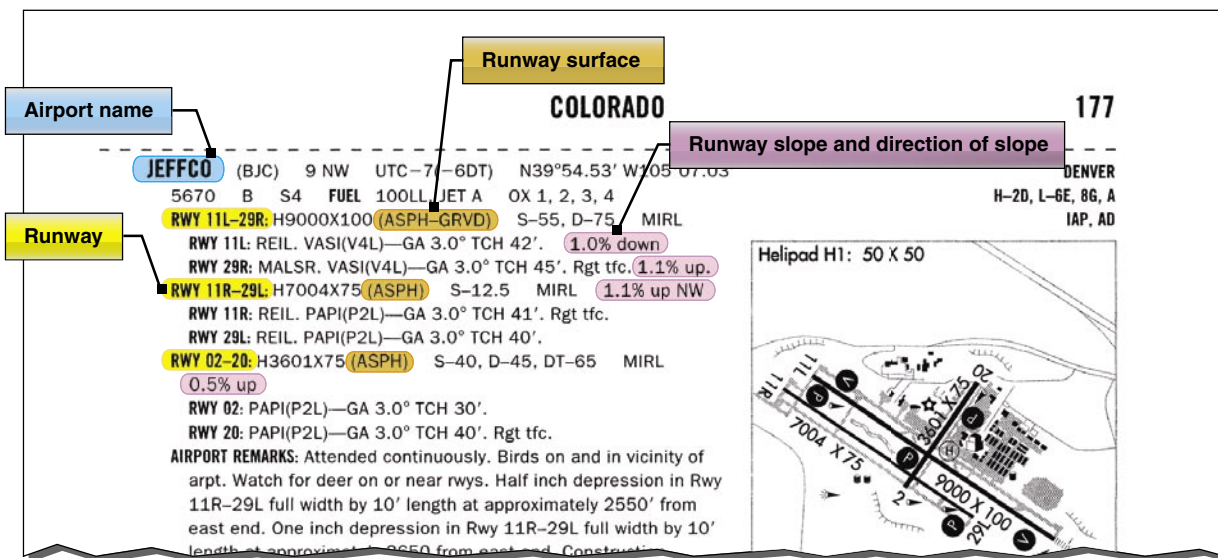 Runway surface
Airport name
COLORADO 177
Runway slope and direction of slope
JEFFCO (BJC) 9 NW UTC–7(–6DT) N39°54.53′ W105°07.03′
DENVER
5670 B S4 FUEL 100LL, JET A OX 1, 2, 3, 4
H–2D, L–6E, 8G, A
RWY 11L–29R: H9000X100 (ASPH–GRVD) S–55, D–75 MIRL
IAP, AD
Runway
RWY 11L: REIL. VASI(V4L)—GA 3.0° TCH 42′. 1.0% down
RWY 29R: MALSR. VASI(V4L)—GA 3.0° TCH 45′. Rgt tfc. 1.1% up.
RWY 11R–29L: H7004X75 (ASPH) S–12.5 MIRL 1.1% up NW
RWY 11R: REIL. PAPI(P2L)—GA 3.0° TCH 41′. Rgt tfc.
RWY 29L: REIL. PAPI(P2L)—GA 3.0° TCH 40′.
RWY 02–20: H3601X75 (ASPH) S–40, D–45, DT–65 MIRL
0.5% up
RWY 02: PAPI(P2L)—GA 3.0° TCH 30′.
RWY 20: PAPI(P2L)—GA 3.0° TCH 40′. Rgt tfc.
AIRPORT REMARKS: Attended continuously. Birds on and in vicinity of
arpt. Watch for deer on or near rwys. Half inch depression in Rwy
11R–29L full width by 10′ length at approximately 2550′ from
east end. One inch depression in Rwy 11R–29L full width by 10′
length at approximately 2650 from east end.
Helipad H1: 50 X 50
11L
11R
V
P
20
3601 X 75
P
7004 X 75
P
H
2
9000 X 100
P
29L
V